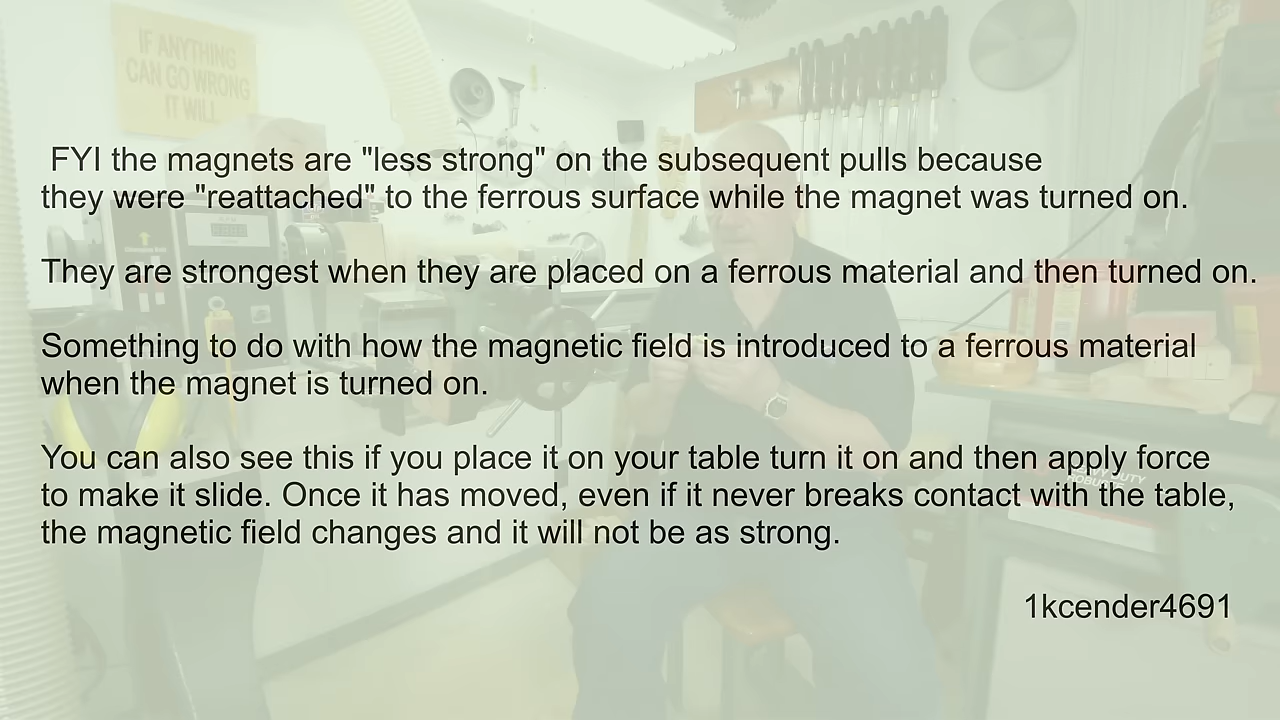 IF ANYTHING
CAN GO WRONG
IT WILL
FYI the magnets are "less strong" on the subsequent pulls because
they were "reattached" to the ferrous surface while the magnet was turned on.
They are strongest when they are placed on a ferrous material and then turned on.
Something to do with how the magnetic field is introduced to a ferrous material
when the magnet is turned on.
You can also see this if you place it on your table turn it on and then apply force
to make it slide. Once it has moved, even if it never breaks contact with the table,
the magnetic field changes and it will not be as strong.
1kcender4691